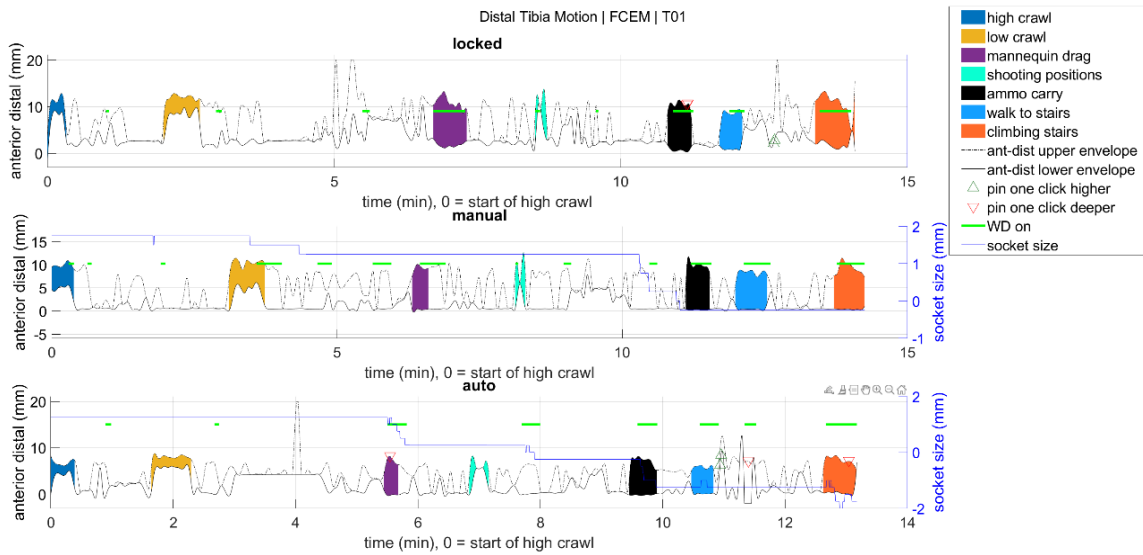 Distal Tibia Motion | FCEM | T01
locked
anterior distal (mm)
20
10
0
0
5
10
15
time (min), 0 = start of high crawl
manual
anterior distal (mm)
15
10
5
0
-5
2
1
0
-1
socket size (mm)
0
5
10
15
time (min), 0 = start of high crawl
auto
anterior distal (mm)
20
10
0
2
0
-2
socket size (mm)
0
2
4
6
8
10
12
14
time (min), 0 = start of high crawl
high crawl
low crawl
mannequin drag
shooting positions
ammo carry
walk to stairs
climbing stairs
ant-dist upper envelope
ant-dist lower envelope
pin one click higher
pin one click deeper
WD on
socket size